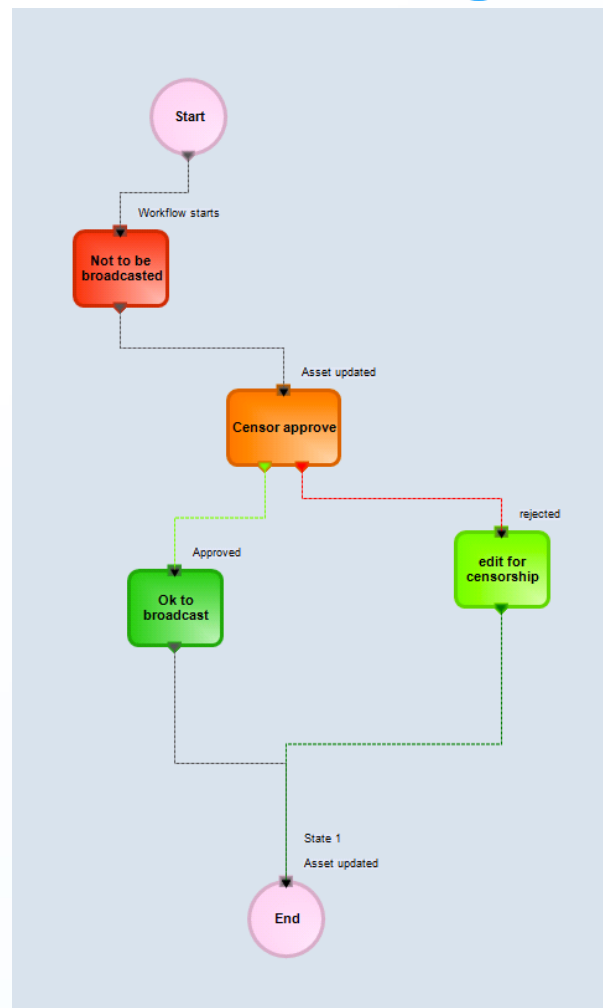 Start
Workflow starts
Not to be
broadcasted
Asset updated
Censor approve
rejected
Approved
edit for
censorship
Ok to
broadcast
State 1
Asset updated
End